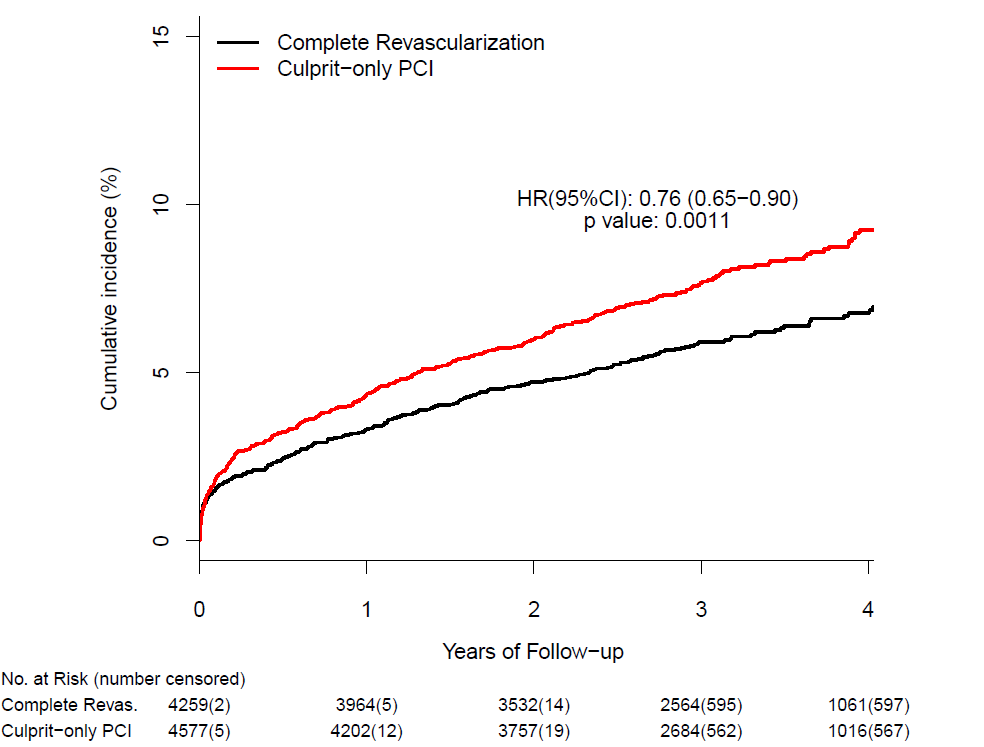 Complete Revascularization
Culprit−only PCI
HR(95%CI): 0.76 (0.65−0.90)
p value: 0.0011
Cumulative incidence (%)
15
10
5
0
0 1 2 3 4
Years of Follow−up
No. at Risk (number censored)
Complete Revas. 4259(2) 3964(5) 3532(14) 2564(595) 1061(597)
Culprit−only PCI 4577(5) 4202(12) 3757(19) 2684(562) 1016(567)